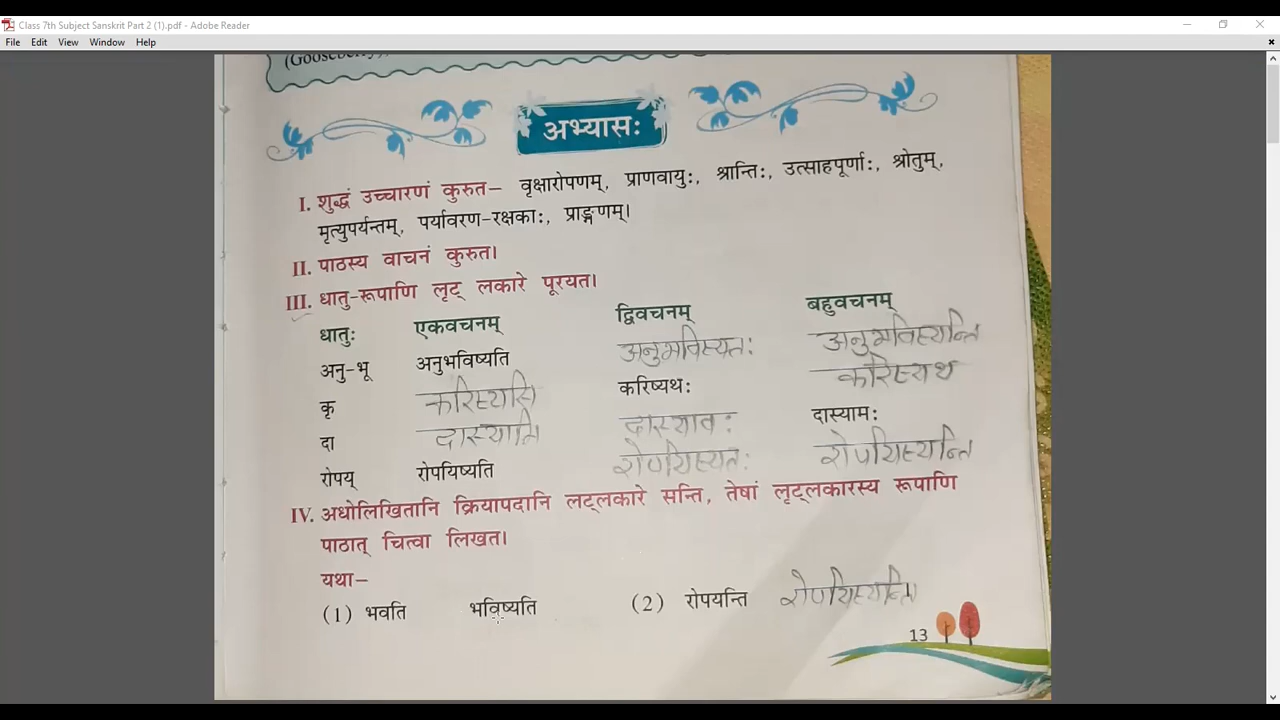 Class 7th Subject Sanskrit Part 2 (1).pdf - Adobe Reader
File Edit View Window Help
अभ्यासः
I. शुद्धं उच्चारणं कुरुत– वृक्षारोपणम्, प्राणवायुः, श्रान्तिः, उत्साहपूर्णाः, श्रोतुम्,
मृत्युपर्यन्तम्, पर्यावरण-रक्षकाः, प्राङ्गणम्।
II. पाठस्य वाचनं कुरुत।
III. धातु-रूपाणि लृट् लकारे पूरयत।
धातुः एकवचनम् द्विवचनम् बहुवचनम्
अनु-भू अनुभविष्यति अनुभविस्यतः अनुभविस्यन्ति
कृ करिस्यसि करिष्यथः करिस्यथ
दा दास्याति दास्यावः दास्यामः
रोपय् रोपयिष्यति रोपयिस्यतः रोपयिस्यन्ति
IV. अधोलिखितानि क्रियापदानि लट्लकारे सन्ति, तेषां लृट्लकारस्य रूपाणि
पाठात् चित्वा लिखत।
यथा–
(1) भवति भविष्यति (2) रोपयन्ति रोपयिस्यन्ति
13